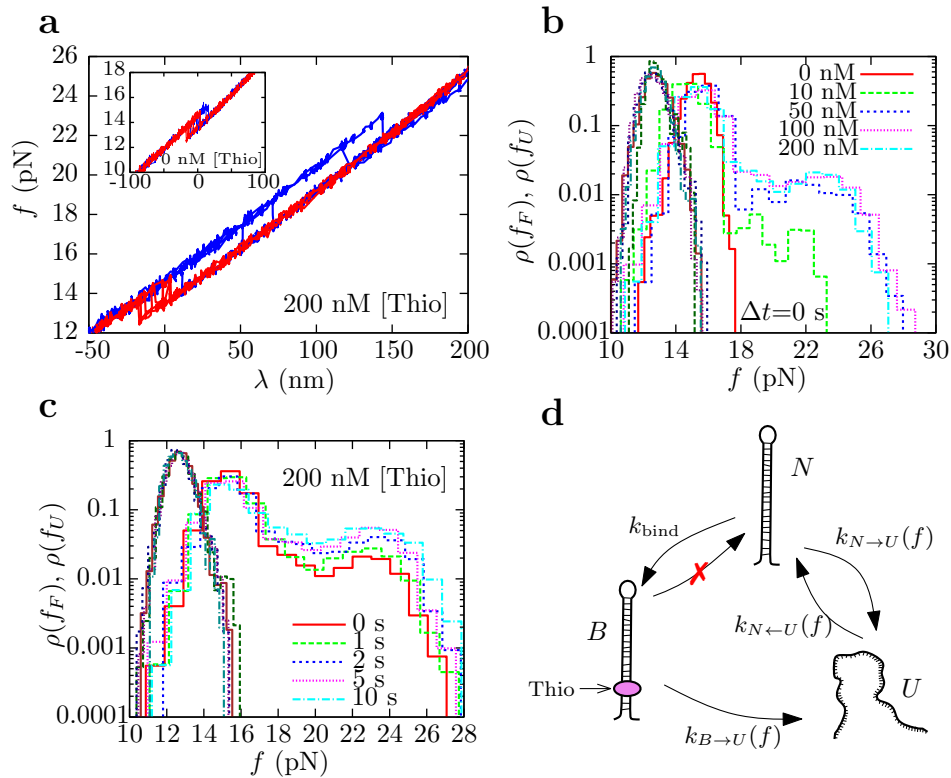 a
f (pN)
26
24
22
20
18
16
14
12
18
16
14
12
10
-100
0
100
0 nM [Thio]
200 nM [Thio]
-50
0
50
100
150
200
λ (nm)
b
ρ(f_F), ρ(f_U)
1
0.1
0.01
0.001
0.0001
0 nM
10 nM
50 nM
100 nM
200 nM
Δt=0 s
10
14
18
22
26
30
f (pN)
c
ρ(f_F), ρ(f_U)
1
0.1
0.01
0.001
0.0001
200 nM [Thio]
0 s
1 s
2 s
5 s
10 s
10
12
14
16
18
20
22
24
26
28
f (pN)
d
N
k_bind
k_{N→U}(f)
k_{N←U}(f)
B
Thio
U
k_{B→U}(f)